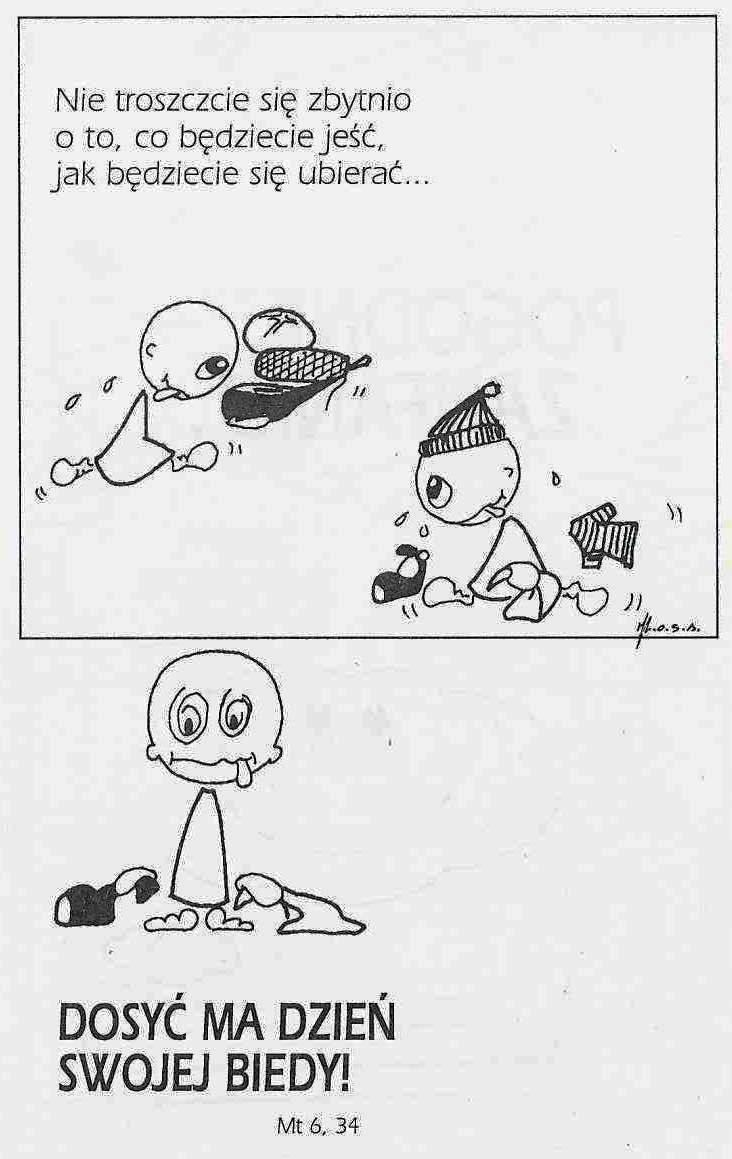 Nie troszczcie się zbytnio
o to, co będziecie jeść,
jak będziecie się ubierać...
DOSYĆ MA DZIEŃ
SWOJEJ BIEDY!
Mt 6, 34